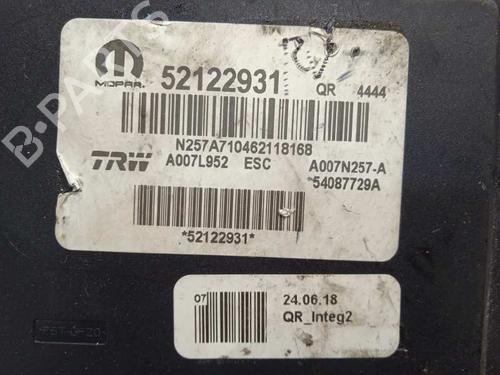 MOPAR.
52122931
QR 4444
N257A710462118168
TRW
A007L952 ESC A007N257-A
*54087729A
*52122931*
07
24.06.18
QR_Integ2
B-PARTS